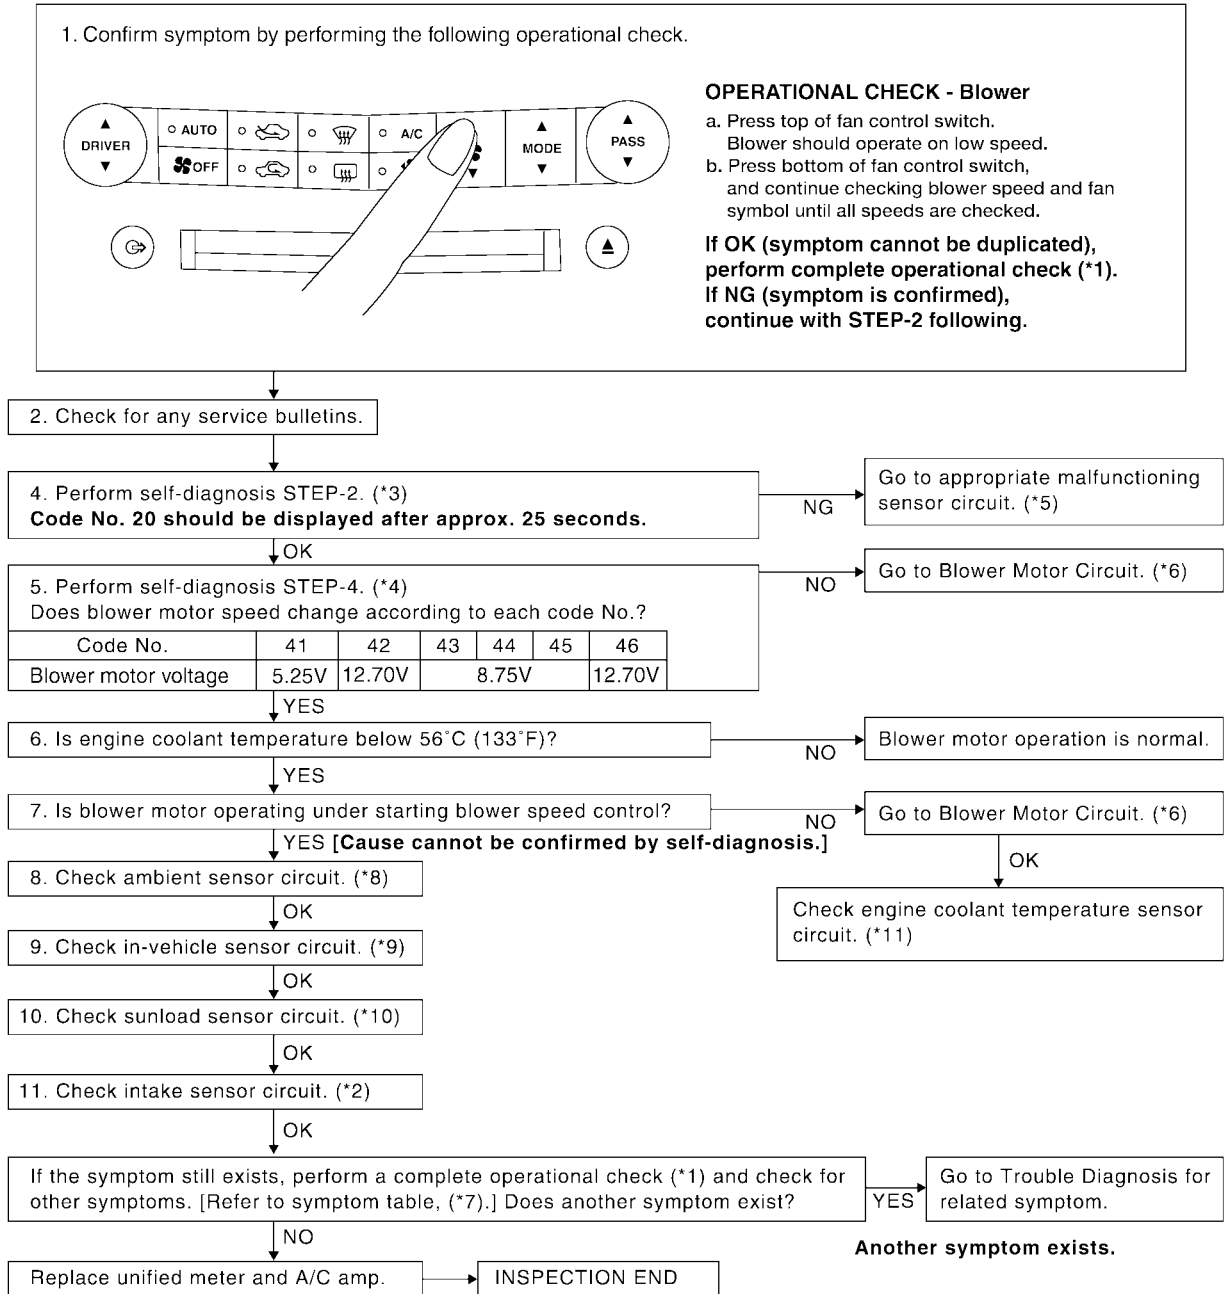 1. Confirm symptom by performing the following operational check.
DRIVER
AUTO
OFF
A/C
MODE
PASS
OPERATIONAL CHECK - Blower
a. Press top of fan control switch.
Blower should operate on low speed.
b. Press bottom of fan control switch,
and continue checking blower speed and fan
symbol until all speeds are checked.
If OK (symptom cannot be duplicated),
perform complete operational check (*1).
If NG (symptom is confirmed),
continue with STEP-2 following.
2. Check for any service bulletins.
4. Perform self-diagnosis STEP-2. (*3)
Code No. 20 should be displayed after approx. 25 seconds.
NG
Go to appropriate malfunctioning
sensor circuit. (*5)
OK
5. Perform self-diagnosis STEP-4. (*4)
Does blower motor speed change according to each code No.?
NO
Go to Blower Motor Circuit. (*6)
Code No. 41 42 43 44 45 46
Blower motor voltage 5.25V 12.70V 8.75V 12.70V
YES
6. Is engine coolant temperature below 56˚C (133˚F)?
NO
Blower motor operation is normal.
YES
7. Is blower motor operating under starting blower speed control?
NO
Go to Blower Motor Circuit. (*6)
YES [Cause cannot be confirmed by self-diagnosis.]
OK
8. Check ambient sensor circuit. (*8)
Check engine coolant temperature sensor
circuit. (*11)
OK
9. Check in-vehicle sensor circuit. (*9)
OK
10. Check sunload sensor circuit. (*10)
OK
11. Check intake sensor circuit. (*2)
OK
If the symptom still exists, perform a complete operational check (*1) and check for
other symptoms. [Refer to symptom table, (*7).] Does another symptom exist?
YES
Go to Trouble Diagnosis for
related symptom.
NO
Another symptom exists.
Replace unified meter and A/C amp.
INSPECTION END